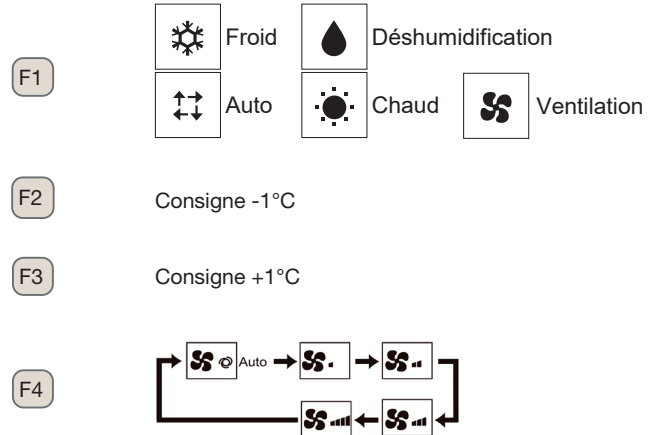 Froid Déshumidification
F1
Auto Chaud Ventilation
F2 Consigne -1°C
F3 Consigne +1°C
Auto
F4